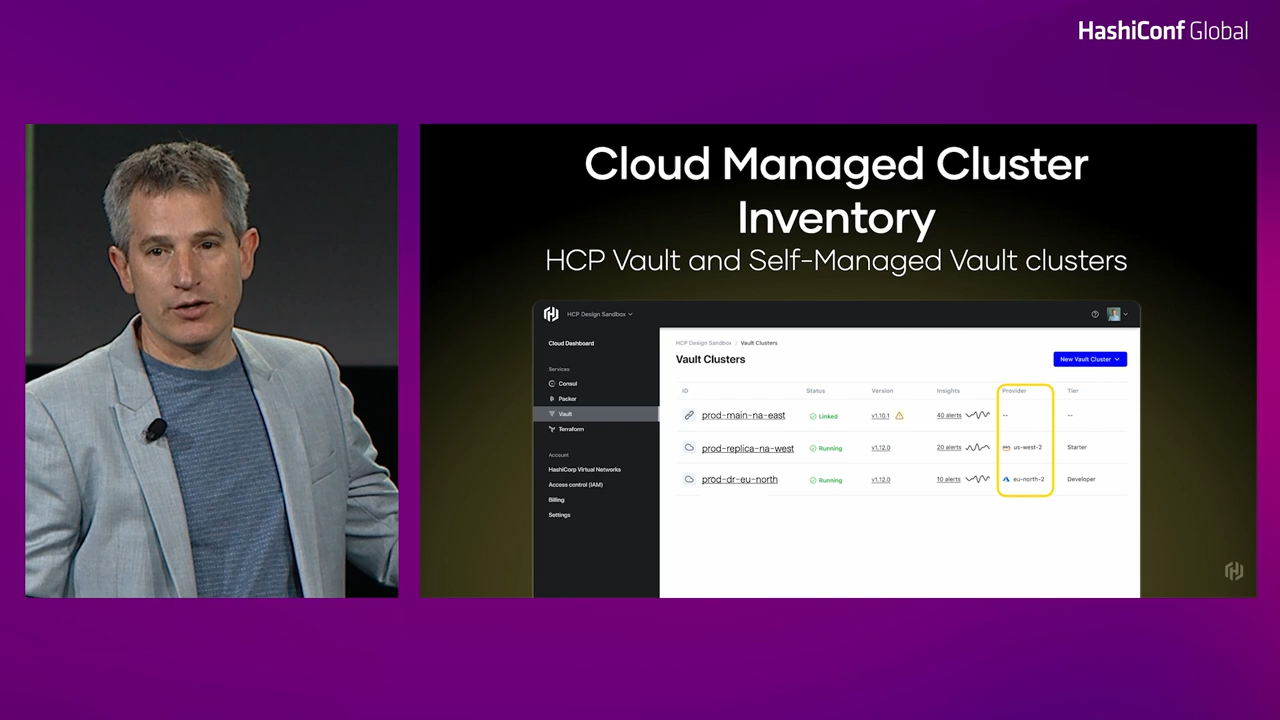 HashiConf Global
Cloud Managed Cluster
Inventory
HCP Vault and Self-Managed Vault clusters
HCP Design Sandbox
Cloud Dashboard
Services
Consul
Packer
Vault
Terraform
Account
HashiCorp Virtual Networks
Access control (IAM)
Billing
Settings
HCP Design Sandbox / Vault Clusters
Vault Clusters
New Vault Cluster
ID Status Version Insights Provider Tier
prod-main-na-east Linked v1.10.1 40 alerts -- --
prod-replica-na-west Running v1.12.0 20 alerts aws us-west-2 Starter
prod-dr-eu-north Running v1.12.0 10 alerts eu-north-2 Developer